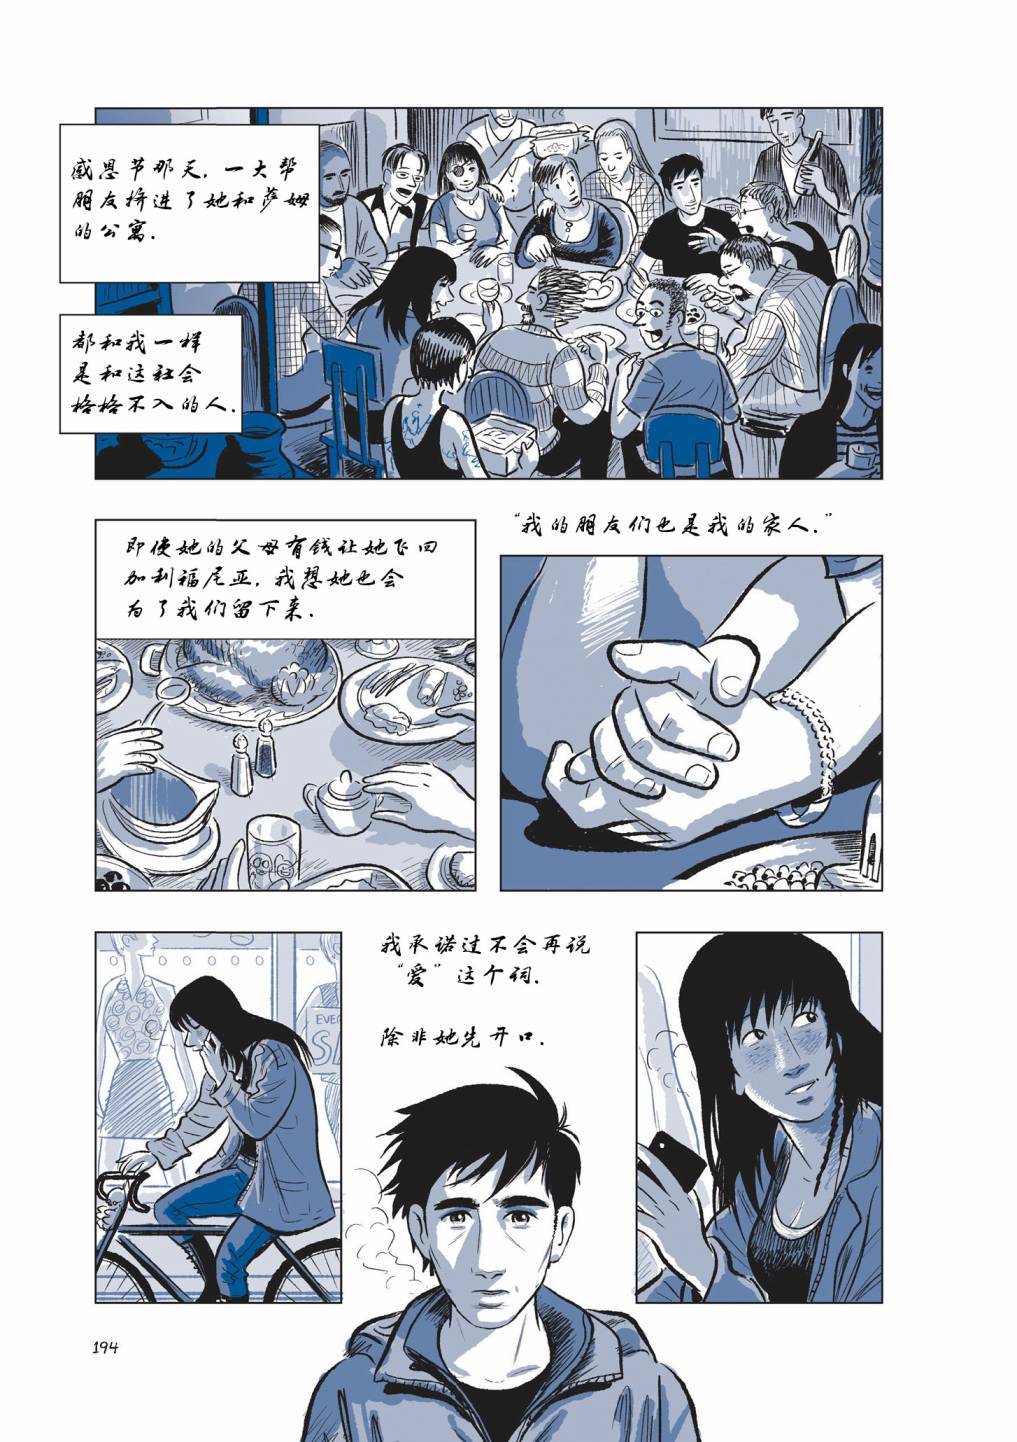 感恩节那天，一大帮
朋友挤进了她和萨姆
的公寓．
都和我一样
是和这社会
格格不入的人．
即使她的父母有钱让她飞回
加利福尼亚，我想她也会
为了我们留下来．
“我的朋友们也是我的家人．”
EVER
我承诺过不会再说
“爱”这个词．
除非她先开口．
194